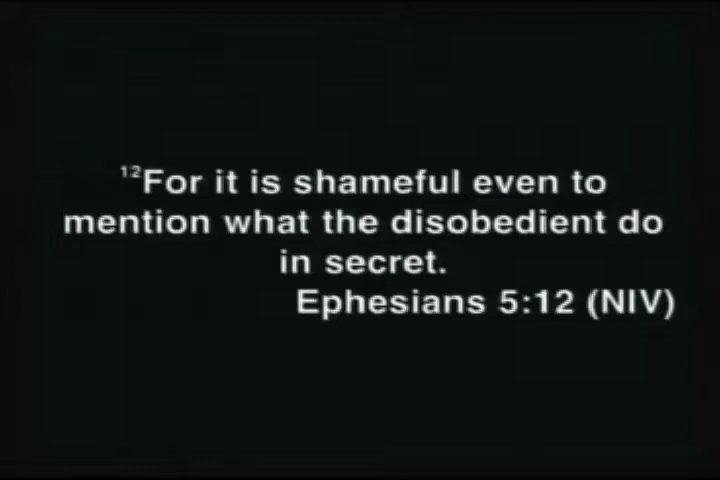 ¹²For it is shameful even to
mention what the disobedient do
in secret.
Ephesians 5:12 (NIV)